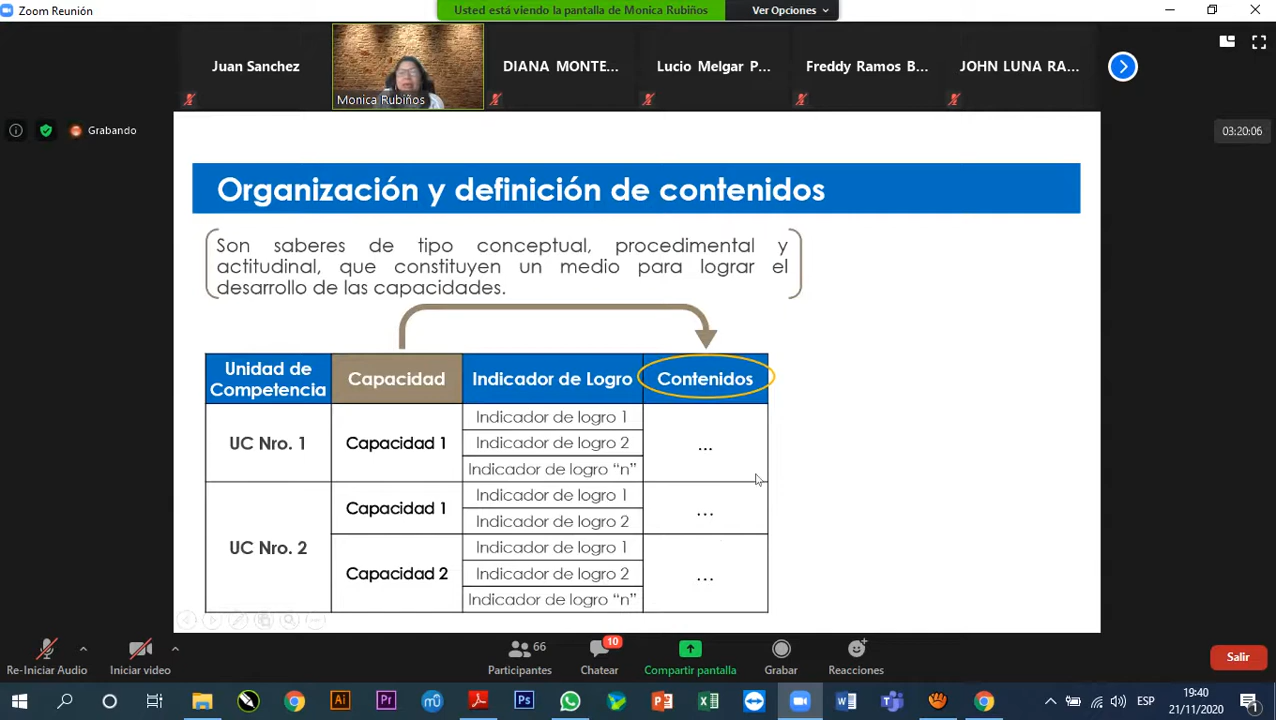 Zoom Reunión
Usted está viendo la pantalla de Monica Rubiños
Ver Opciones
Juan Sanchez
Monica Rubiños
DIANA MONTE...
Lucio Melgar P...
Freddy Ramos B...
JOHN LUNA RA...
Grabando
03:20:06
Organización y definición de contenidos
Son saberes de tipo conceptual, procedimental y
actitudinal, que constituyen un medio para lograr el
desarrollo de las capacidades.
Unidad de
Competencia
Capacidad
Indicador de Logro
Contenidos
UC Nro. 1
Capacidad 1
Indicador de logro 1
Indicador de logro 2
Indicador de logro "n"
...
UC Nro. 2
Capacidad 1
Indicador de logro 1
Indicador de logro 2
...
Capacidad 2
Indicador de logro 1
Indicador de logro 2
Indicador de logro "n"
...
Re-Iniciar Audio
Iniciar video
66
Participantes
10
Chatear
Compartir pantalla
Grabar
Reacciones
Salir
Ai
Pr
Ps
ESP
19:40
21/11/2020
1